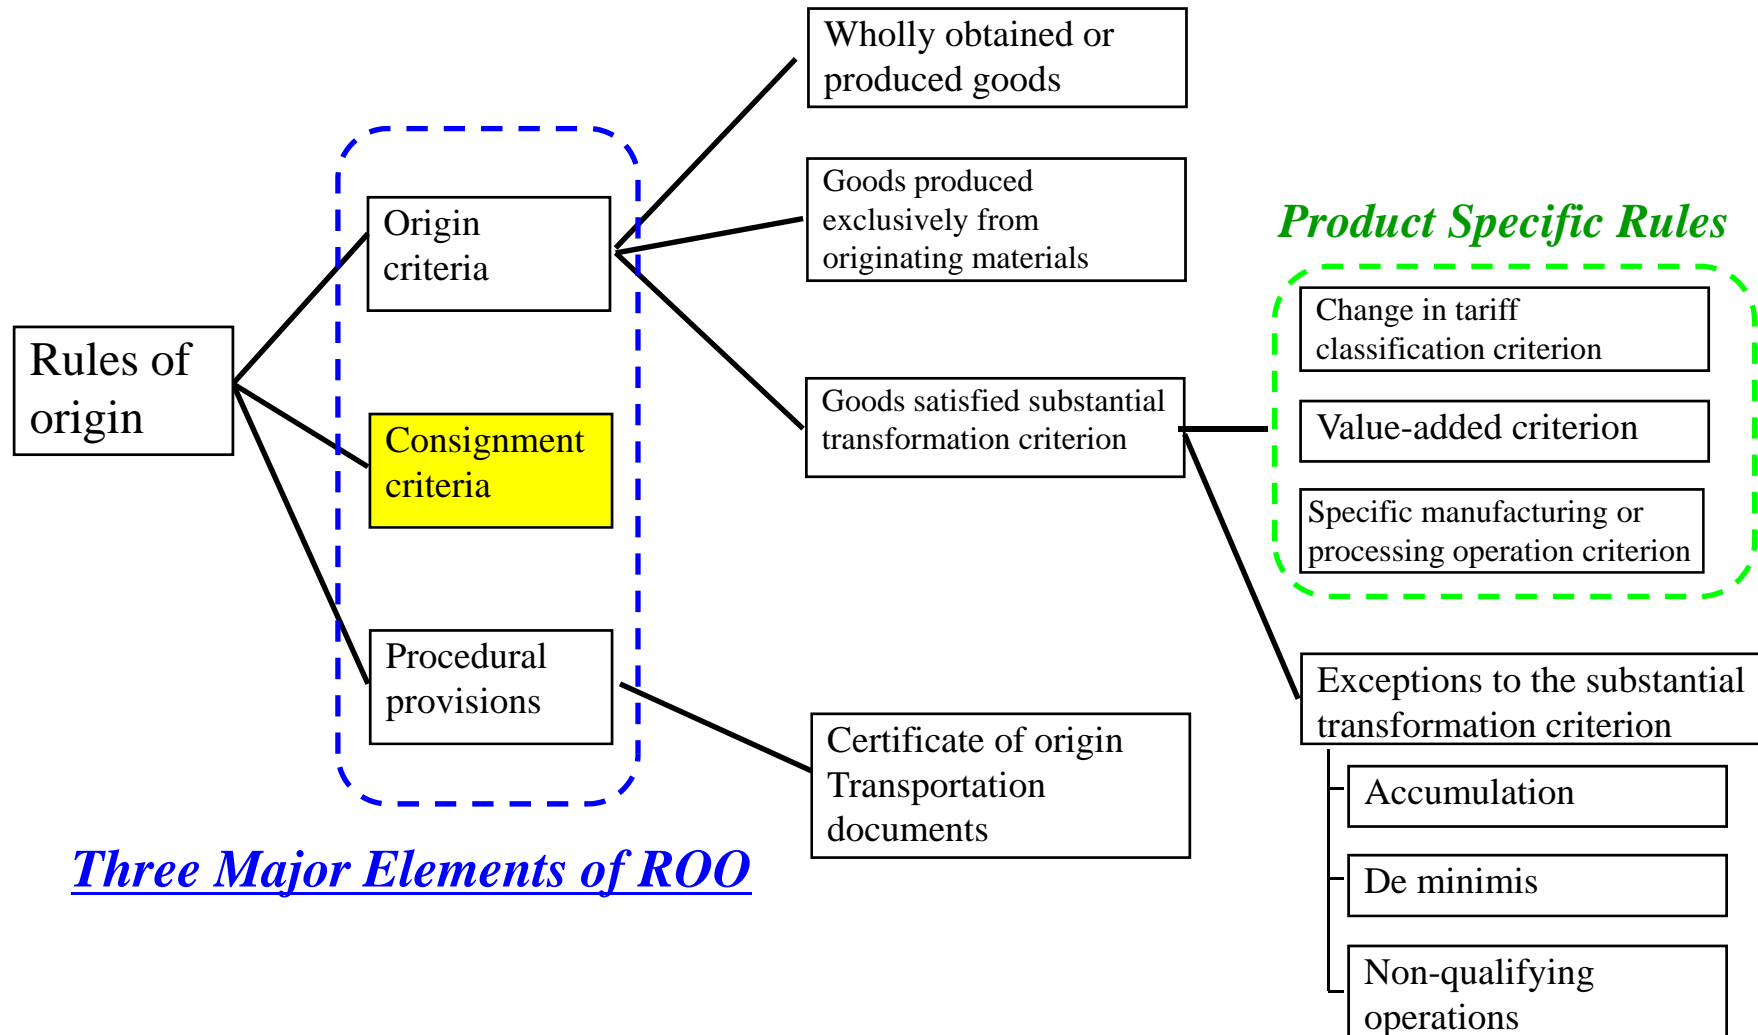 Wholly obtained or
produced goods
Goods produced
exclusively from
originating materials
Product Specific Rules
Origin
criteria
Change in tariff
classification criterion
Rules of
origin
Goods satisfied substantial
transformation criterion
Value-added criterion
Consignment
criteria
Specific manufacturing or
processing operation criterion
Procedural
provisions
Exceptions to the substantial
transformation criterion
Certificate of origin
Transportation
documents
Accumulation
Three Major Elements of ROO
De minimis
Non-qualifying
operations